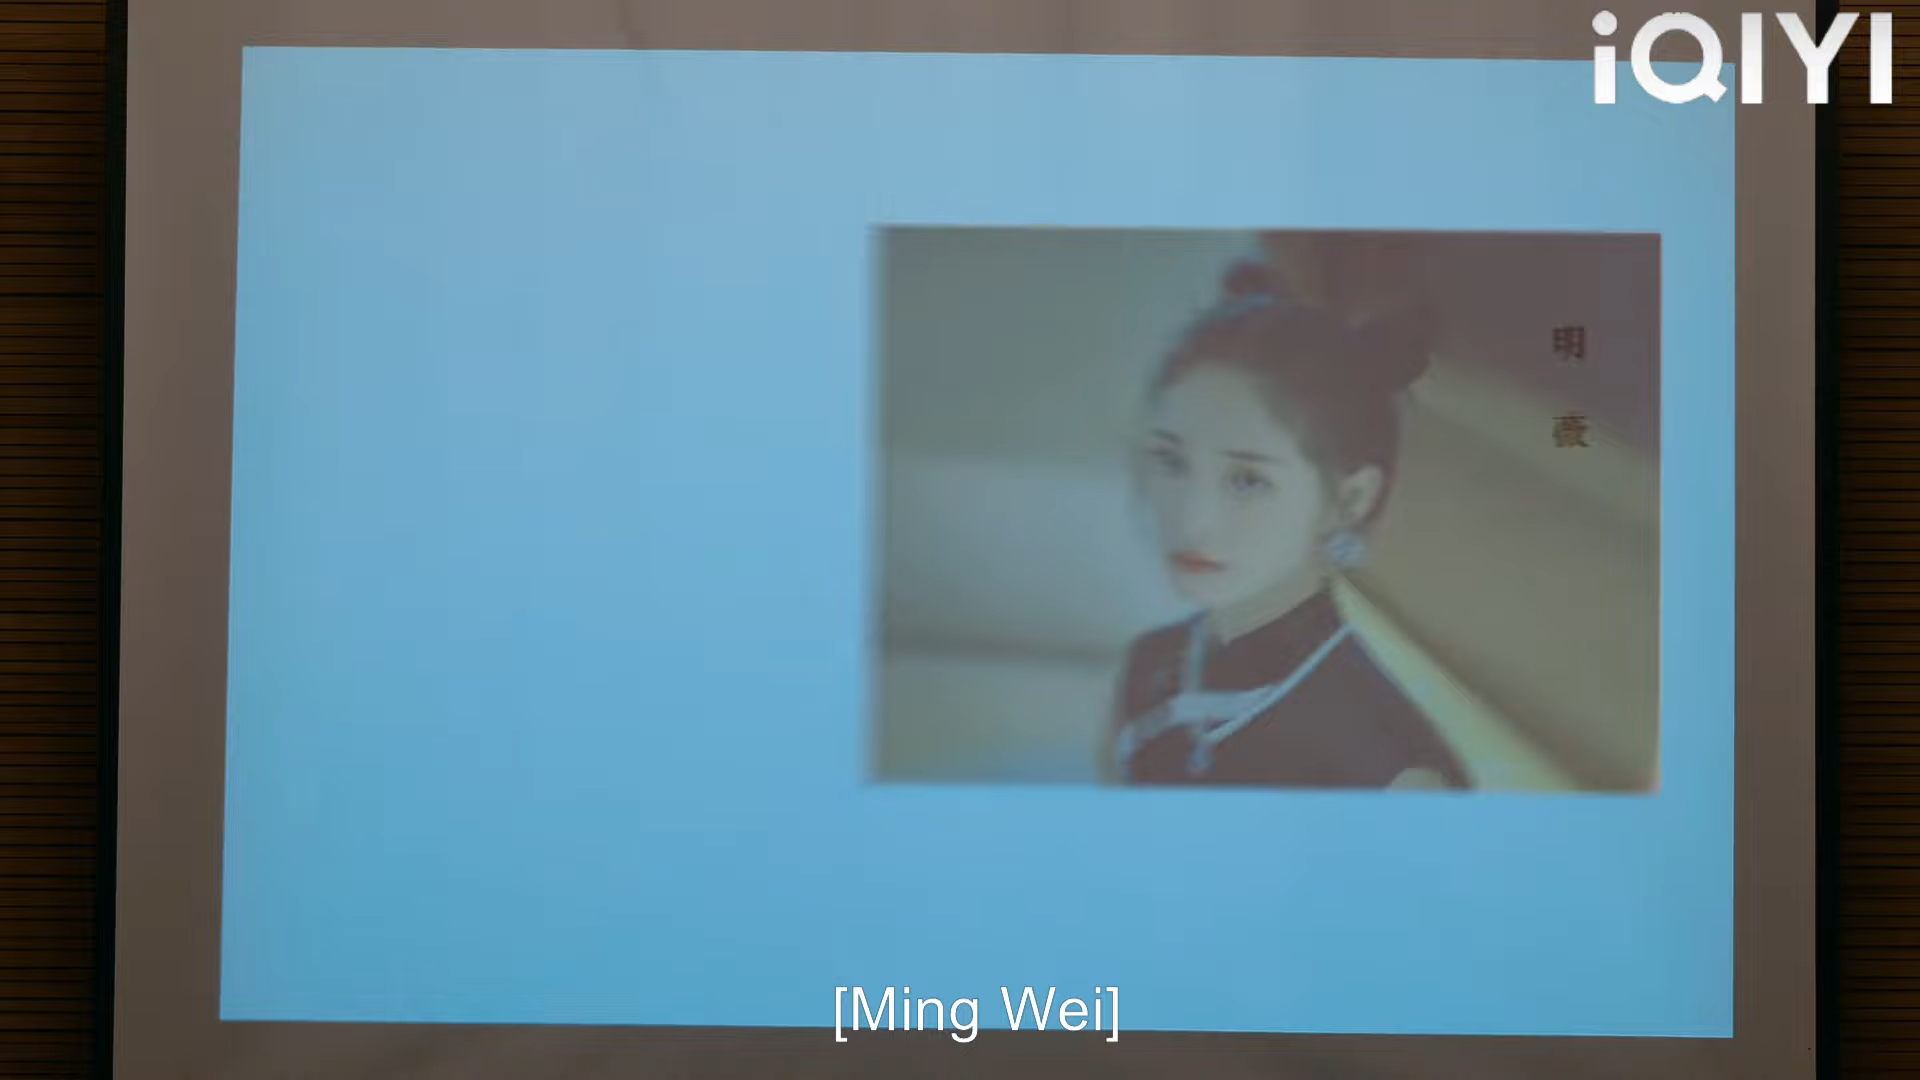 iQIYI
明
薇
[Ming Wei]